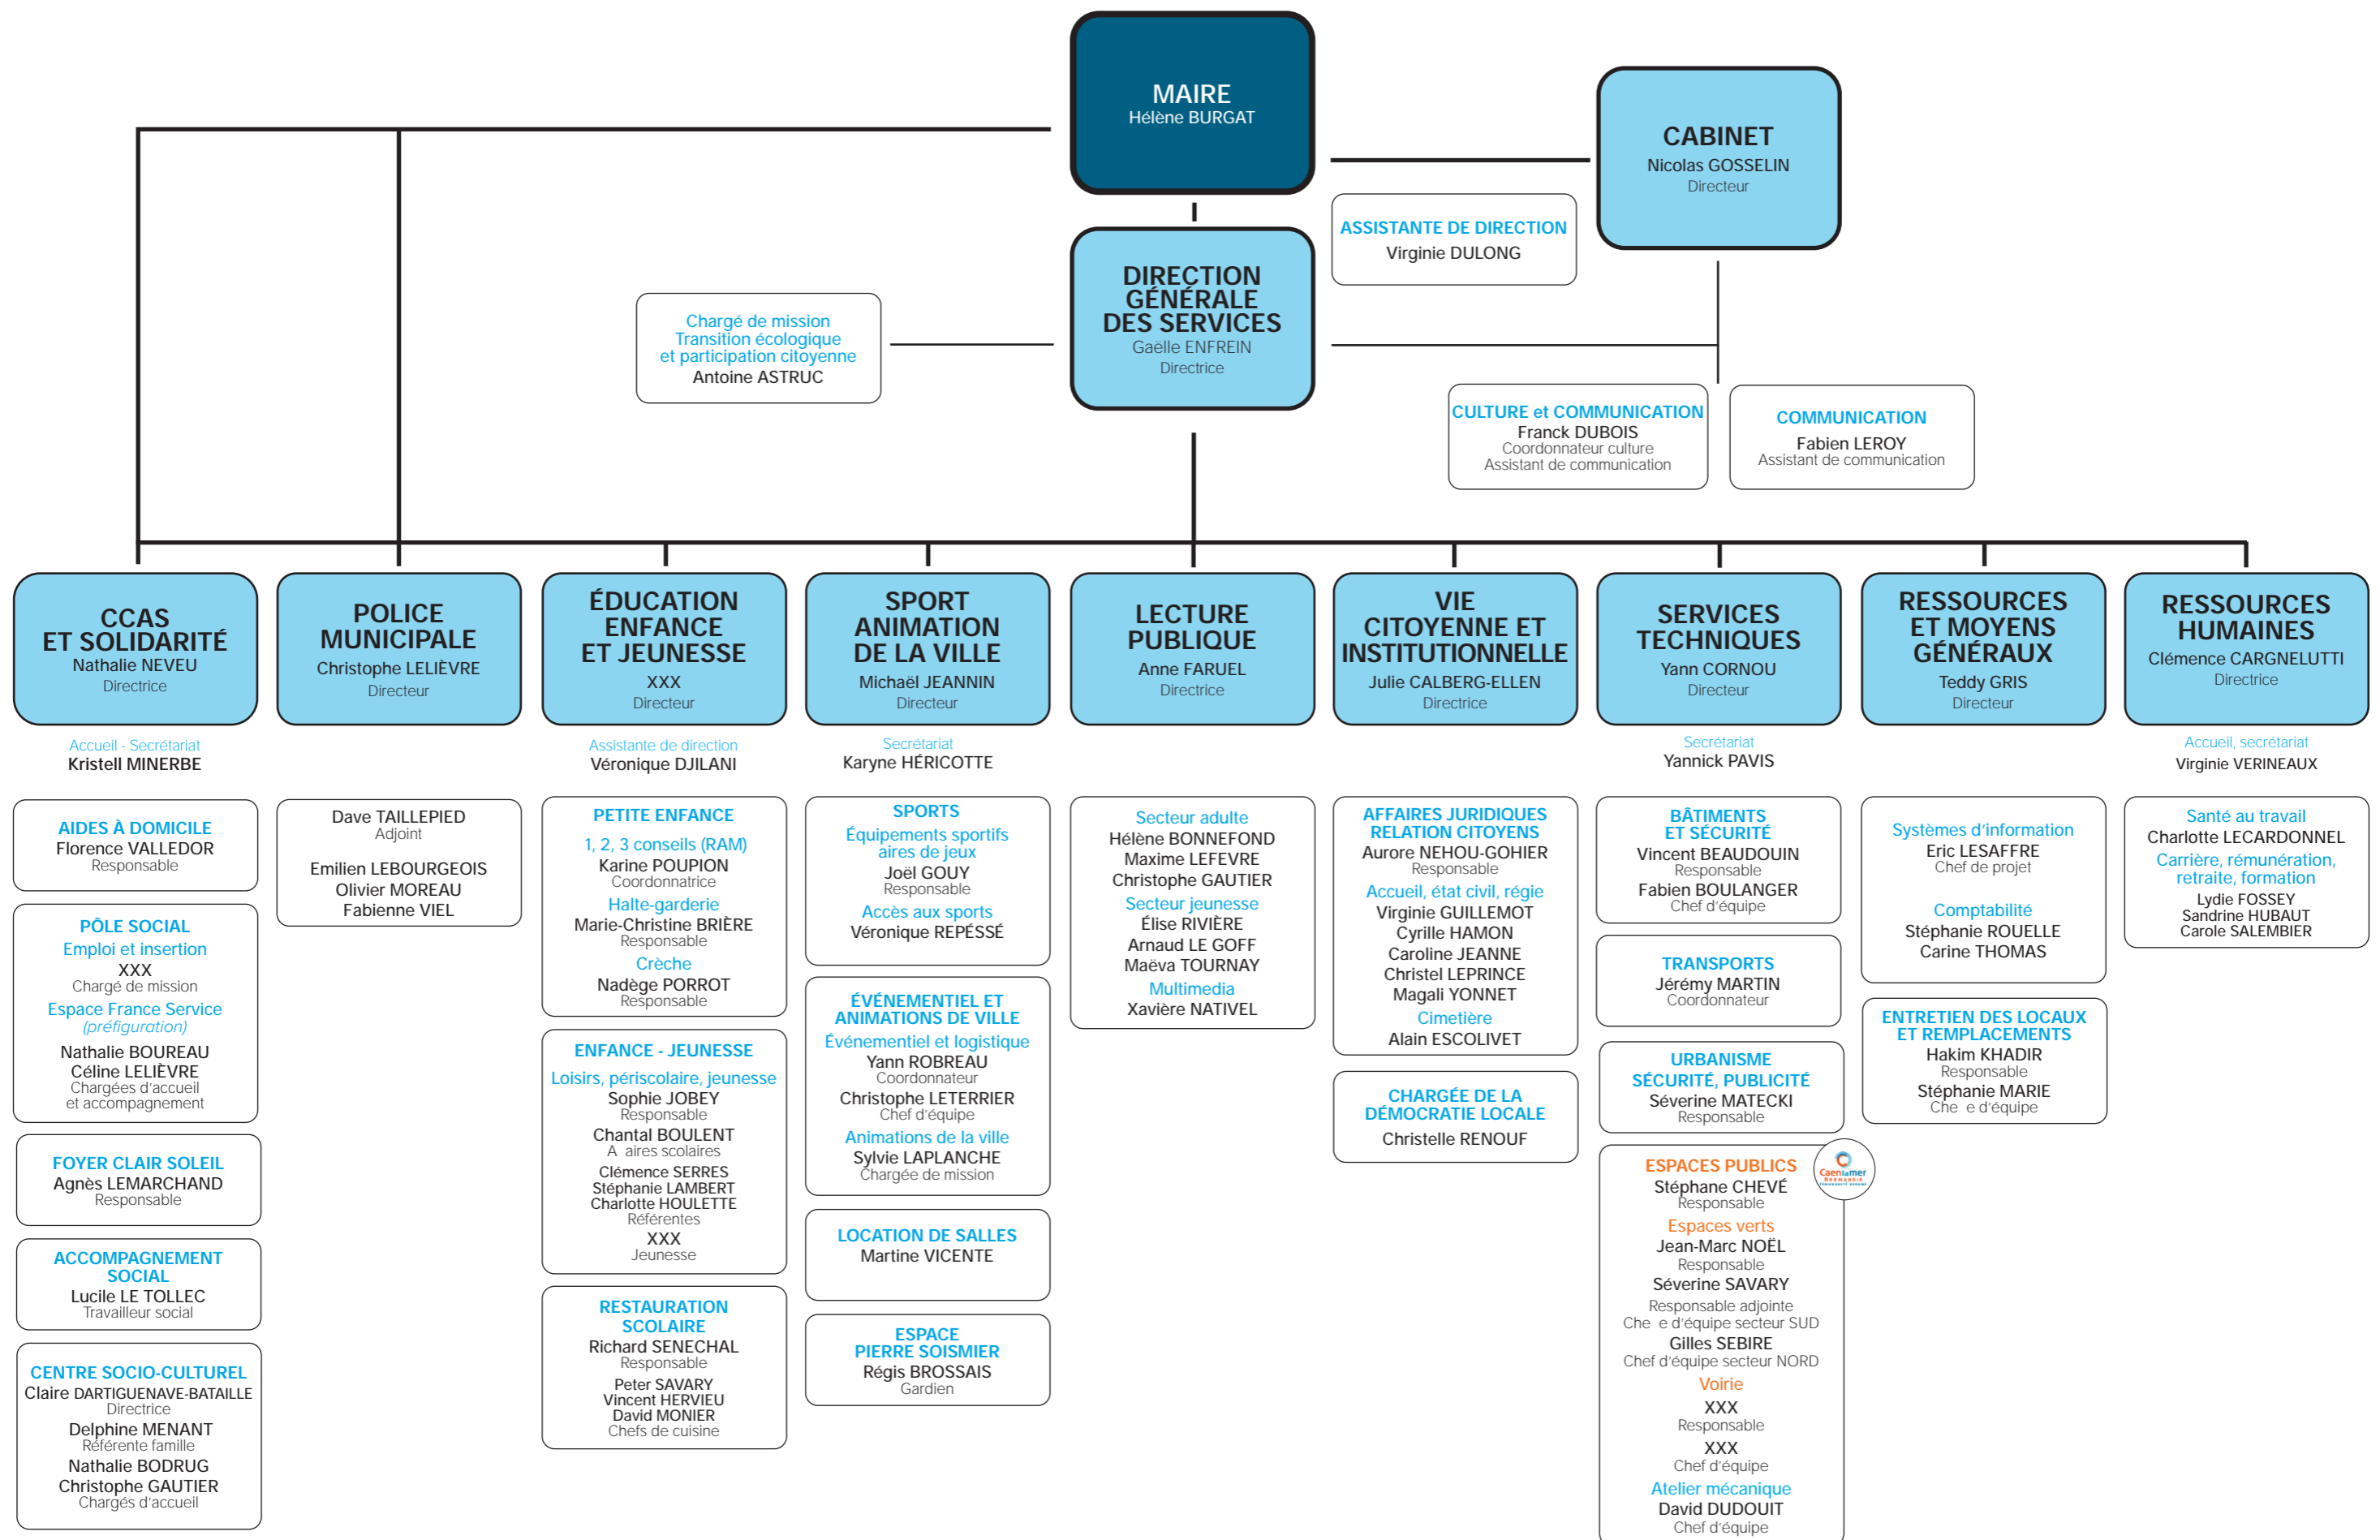 MAIRE
Hélène BURGAT
CABINET
Nicolas GOSSELIN
Directeur
ASSISTANTE DE DIRECTION
Virginie DULONG
DIRECTION
GÉNÉRALE
DES SERVICES
Gaëlle ENFREIN
Directrice
Chargé de mission
Transition écologique
et participation citoyenne
Antoine ASTRUC
CULTURE et COMMUNICATION
Franck DUBOIS
Coordonnateur culture
Assistant de communication
COMMUNICATION
Fabien LEROY
Assistant de communication
CCAS
ET SOLIDARITÉ
Nathalie NEVEU
Directrice
Accueil - Secrétariat
Kristell MINERBE
AIDES À DOMICILE
Florence VALLEDOR
Responsable
PÔLE SOCIAL
Emploi et insertion
XXX
Chargé de mission
Espace France Service
(préfiguration)
Nathalie BOUREAU
Céline LELIÈVRE
Chargées d'accueil
et accompagnement
FOYER CLAIR SOLEIL
Agnès LEMARCHAND
Responsable
ACCOMPAGNEMENT
SOCIAL
Lucile LE TOLLEC
Travailleur social
CENTRE SOCIO-CULTUREL
Claire DARTIGUENAVE-BATAILLE
Directrice
Delphine MENANT
Référente famille
Nathalie BODRUG
Christophe GAUTIER
Chargés d'accueil
POLICE
MUNICIPALE
Christophe LELIÈVRE
Directeur
Dave TAILLEPIED
Adjoint
Emilien LEBOURGEOIS
Olivier MOREAU
Fabienne VIEL
ÉDUCATION
ENFANCE
ET JEUNESSE
XXX
Directeur
Assistante de direction
Véronique DJILANI
PETITE ENFANCE
1, 2, 3 conseils (RAM)
Karine POUPION
Coordonnatrice
Halte-garderie
Marie-Christine BRIÈRE
Responsable
Crèche
Nadège PORROT
Responsable
ENFANCE - JEUNESSE
Loisirs, périscolaire, jeunesse
Sophie JOBEY
Responsable
Chantal BOULENT
A aires scolaires
Clémence SERRES
Stéphanie LAMBERT
Charlotte HOULETTE
Référentes
XXX
Jeunesse
RESTAURATION
SCOLAIRE
Richard SENECHAL
Responsable
Peter SAVARY
Vincent HERVIEU
David MONIER
Chefs de cuisine
SPORT
ANIMATION
DE LA VILLE
Michaël JEANNIN
Directeur
Secrétariat
Karyne HÉRICOTTE
SPORTS
Équipements sportifs
aires de jeux
Joël GOUY
Responsable
Accès aux sports
Véronique REPÉSSÉ
ÉVÉNEMENTIEL ET
ANIMATIONS DE VILLE
Événementiel et logistique
Yann ROBREAU
Coordonnateur
Christophe LETERRIER
Chef d'équipe
Animations de la ville
Sylvie LAPLANCHE
Chargée de mission
LOCATION DE SALLES
Martine VICENTE
ESPACE
PIERRE SOISMIER
Régis BROSSAIS
Gardien
LECTURE
PUBLIQUE
Anne FARUEL
Directrice
Secteur adulte
Hélène BONNEFOND
Maxime LEFEVRE
Christophe GAUTIER
Secteur jeunesse
Élise RIVIÈRE
Arnaud LE GOFF
Maëva TOURNAY
Multimedia
Xavière NATIVEL
VIE
CITOYENNE ET
INSTITUTIONNELLE
Julie CALBERG-ELLEN
Directrice
AFFAIRES JURIDIQUES
RELATION CITOYENS
Aurore NEHOU-GOHIER
Responsable
Accueil, état civil, régie
Virginie GUILLEMOT
Cyrille HAMON
Caroline JEANNE
Christel LEPRINCE
Magali YONNET
Cimetière
Alain ESCOLIVET
CHARGÉE DE LA
DÉMOCRATIE LOCALE
Christelle RENOUF
SERVICES
TECHNIQUES
Yann CORNOU
Directeur
Secrétariat
Yannick PAVIS
BÂTIMENTS
ET SÉCURITÉ
Vincent BEAUDOUIN
Responsable
Fabien BOULANGER
Chef d'équipe
TRANSPORTS
Jérémy MARTIN
Coordonnateur
URBANISME
SÉCURITÉ, PUBLICITÉ
Séverine MATECKI
Responsable
ESPACES PUBLICS
Stéphane CHEVÉ
Responsable
Espaces verts
Jean-Marc NOËL
Responsable
Séverine SAVARY
Responsable adjointe
Che e d'équipe secteur SUD
Gilles SEBIRE
Chef d'équipe secteur NORD
Voirie
XXX
Responsable
XXX
Chef d'équipe
Atelier mécanique
David DUDOUIT
Chef d'équipe
Caen la mer
NORMANDIE
COMMUNAUTÉ URBAINE
RESSOURCES
ET MOYENS
GÉNÉRAUX
Teddy GRIS
Directeur
Systèmes d'information
Eric LESAFFRE
Chef de projet
Comptabilité
Stéphanie ROUELLE
Carine THOMAS
ENTRETIEN DES LOCAUX
ET REMPLACEMENTS
Hakim KHADIR
Responsable
Stéphanie MARIE
Che e d'équipe
RESSOURCES
HUMAINES
Clémence CARGNELUTTI
Directrice
Accueil, secrétariat
Virginie VERINEAUX
Santé au travail
Charlotte LECARDONNEL
Carrière, rémunération,
retraite, formation
Lydie FOSSEY
Sandrine HUBAUT
Carole SALEMBIER